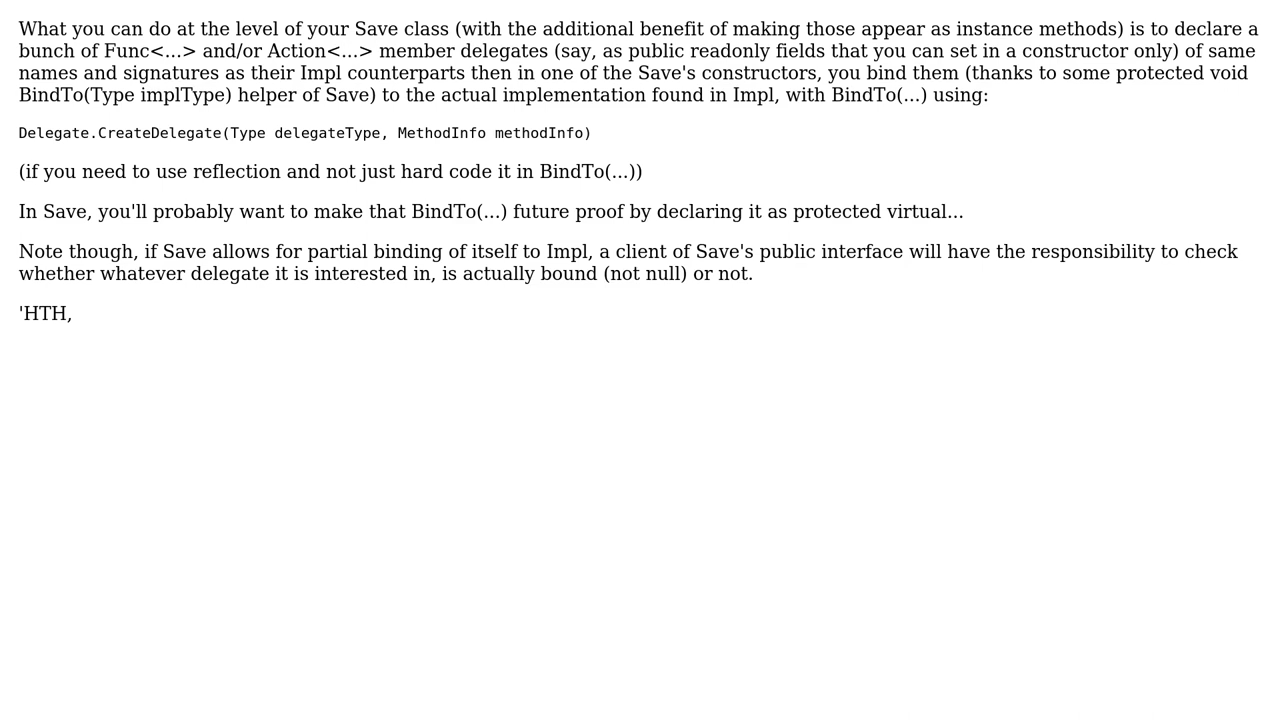 What you can do at the level of your Save class (with the additional benefit of making those appear as instance methods) is to declare a
bunch of Func<...> and/or Action<...> member delegates (say, as public readonly fields that you can set in a constructor only) of same
names and signatures as their Impl counterparts then in one of the Save's constructors, you bind them (thanks to some protected void
BindTo(Type implType) helper of Save) to the actual implementation found in Impl, with BindTo(...) using:
Delegate.CreateDelegate(Type delegateType, MethodInfo methodInfo)
(if you need to use reflection and not just hard code it in BindTo(...))
In Save, you'll probably want to make that BindTo(...) future proof by declaring it as protected virtual...
Note though, if Save allows for partial binding of itself to Impl, a client of Save's public interface will have the responsibility to check
whether whatever delegate it is interested in, is actually bound (not null) or not.
'HTH,